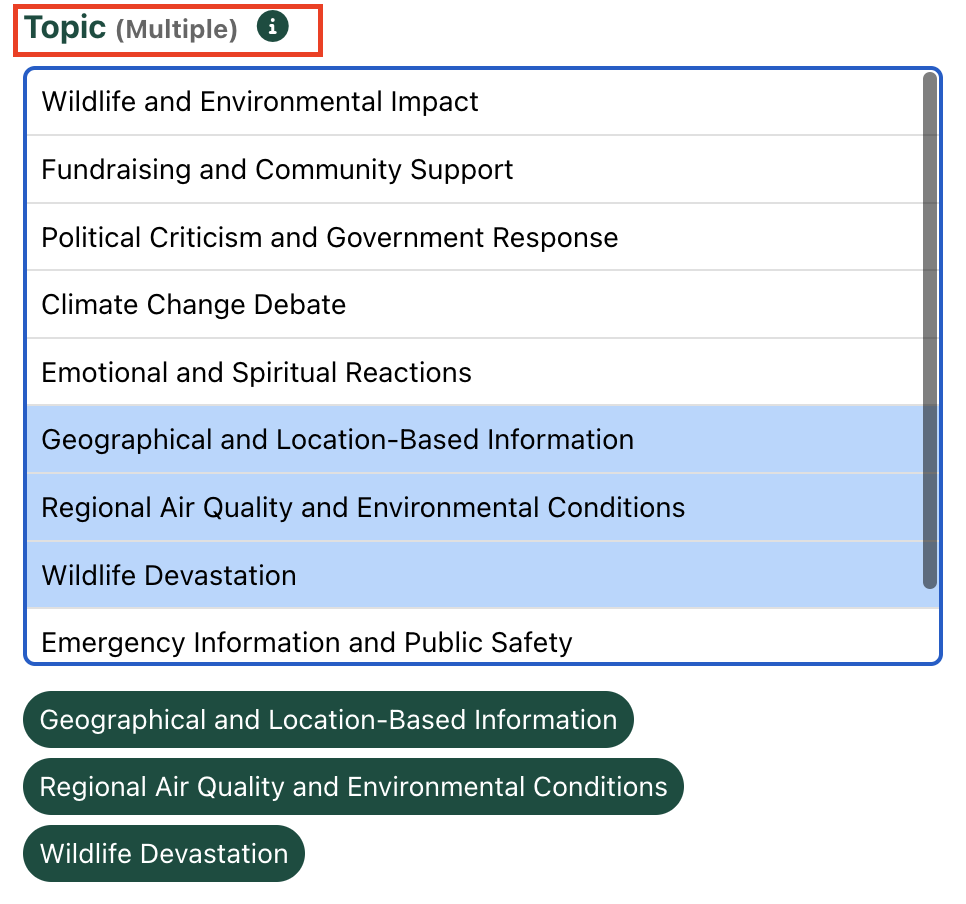 Topic (Multiple) i
Wildlife and Environmental Impact
Fundraising and Community Support
Political Criticism and Government Response
Climate Change Debate
Emotional and Spiritual Reactions
Geographical and Location-Based Information
Regional Air Quality and Environmental Conditions
Wildlife Devastation
Emergency Information and Public Safety
Geographical and Location-Based Information
Regional Air Quality and Environmental Conditions
Wildlife Devastation